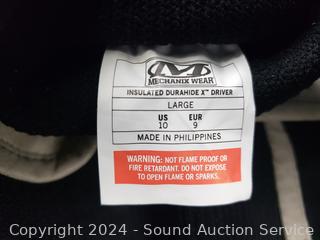 M
MECHANIX WEAR
INSULATED DURAHIDE X™ DRIVER
LARGE
US EUR
10 9
MADE IN PHILIPPINES
WARNING: NOT FLAME PROOF OR
FIRE RETARDANT. DO NOT EXPOSE
TO OPEN FLAME OR SPARKS.
Copyright 2024 - Sound Auction Service